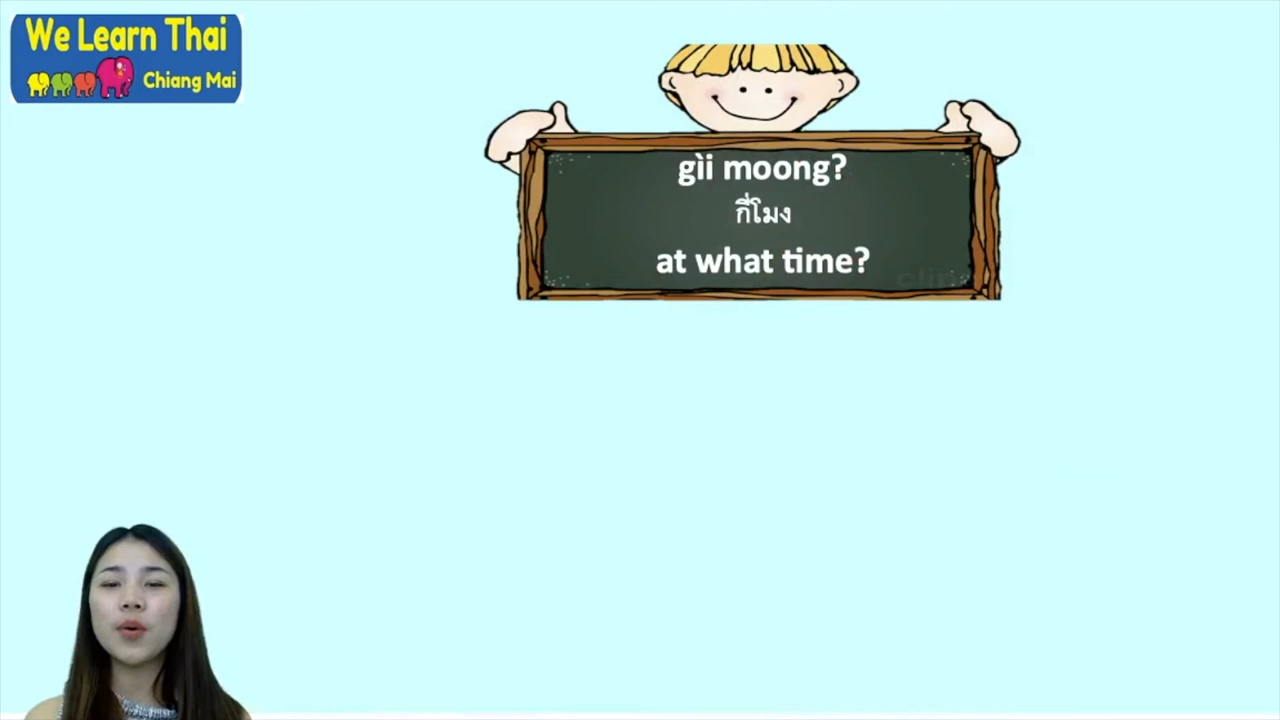 We Learn Thai
Chiang Mai
gìi moong?
กี่โมง
at what time?